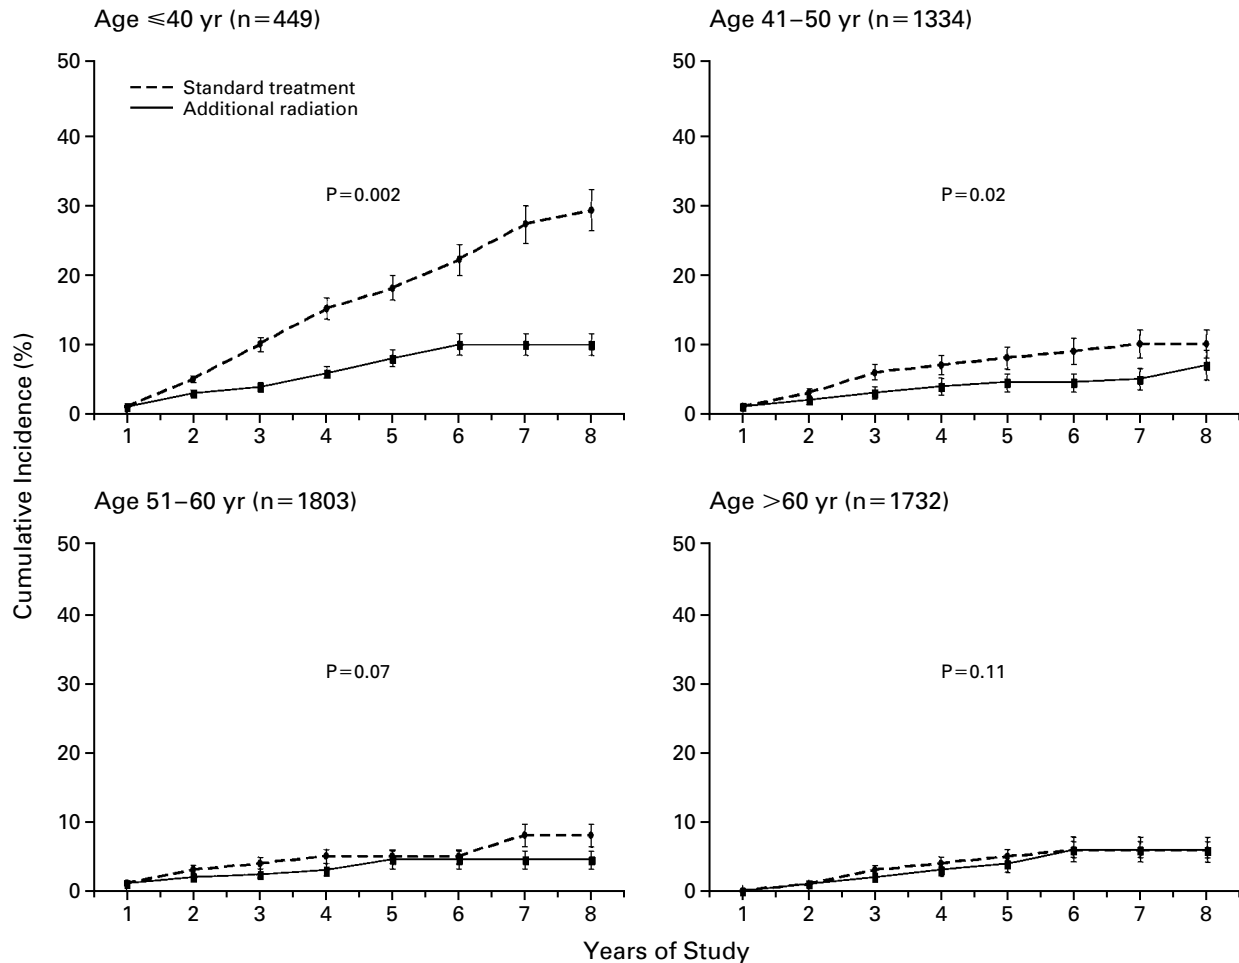 Age ⩽40 yr (n=449)
50
40
30
20
10
0
Standard treatment
Additional radiation
P=0.002
1 2 3 4 5 6 7 8
Age 41–50 yr (n=1334)
50
40
30
20
10
0
P=0.02
1 2 3 4 5 6 7 8
Cumulative Incidence (%)
Age 51–60 yr (n=1803)
50
40
30
20
10
0
P=0.07
1 2 3 4 5 6 7 8
Age >60 yr (n=1732)
50
40
30
20
10
0
P=0.11
1 2 3 4 5 6 7 8
Years of Study